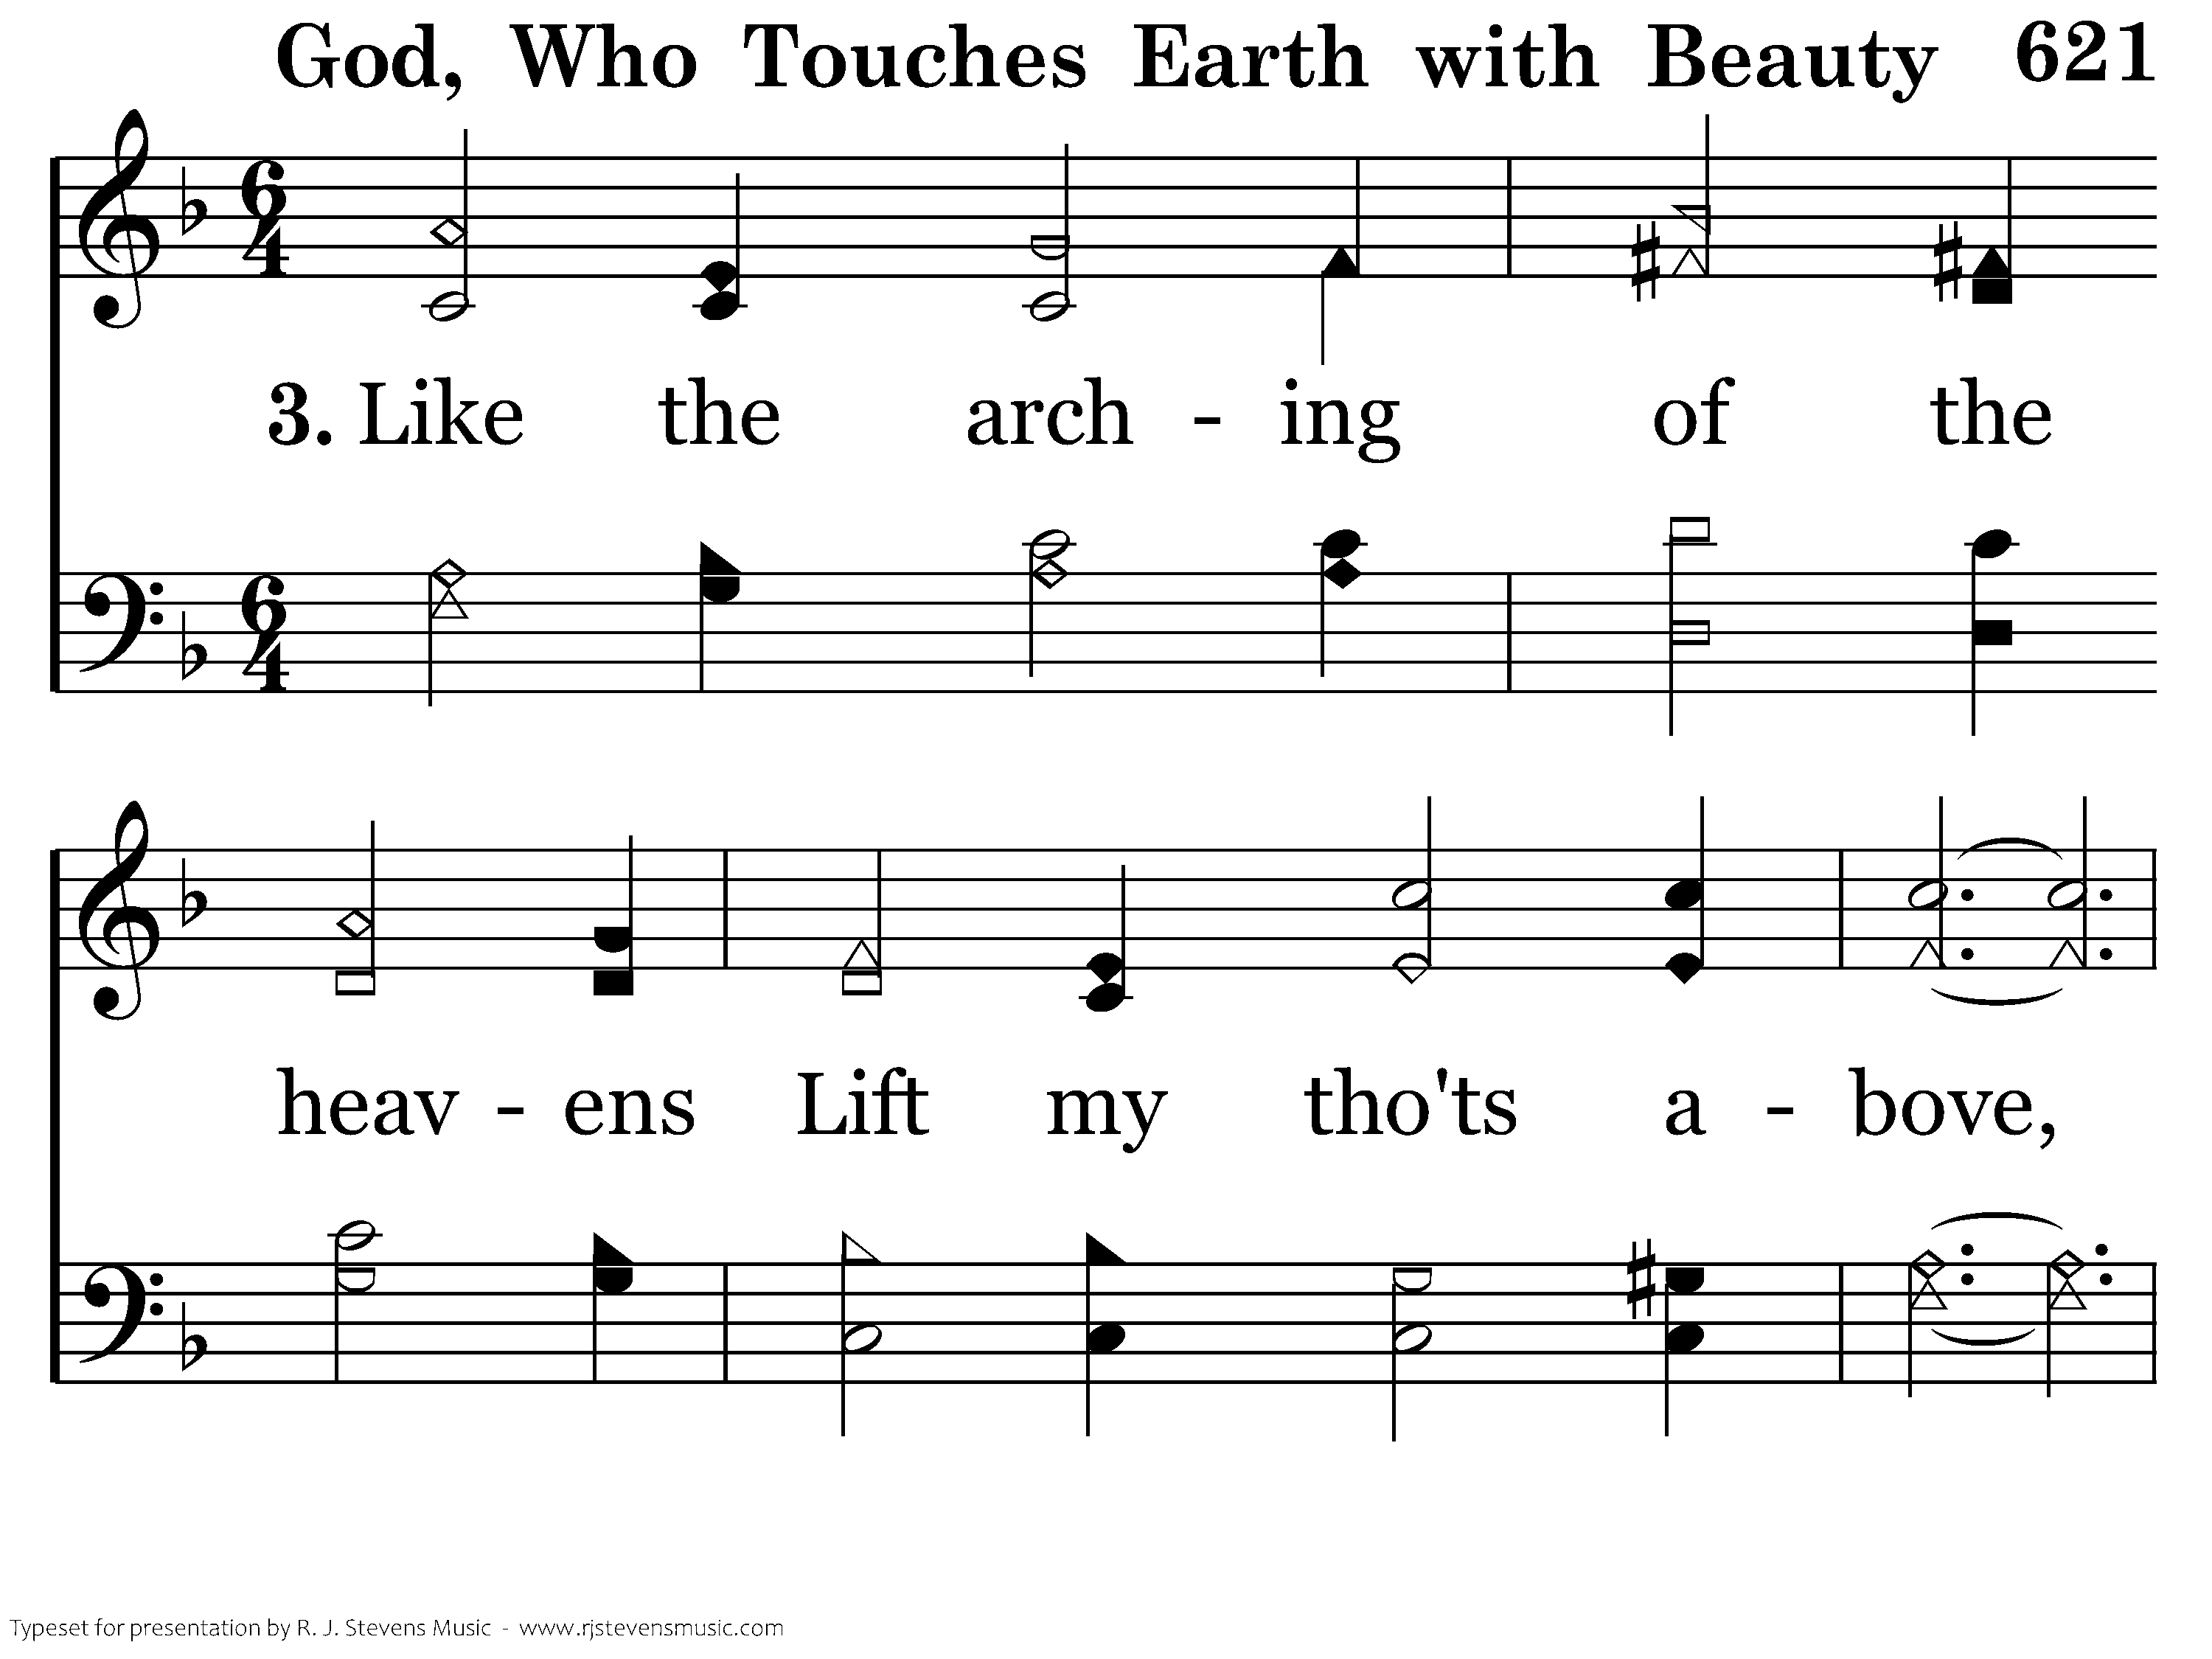 God, Who Touches Earth with Beauty 621
6
4
3. Like the arch - ing of the
6
4
heav - ens Lift my tho'ts a - bove,
Typeset for presentation by R. J. Stevens Music - www.rjstevensmusic.com